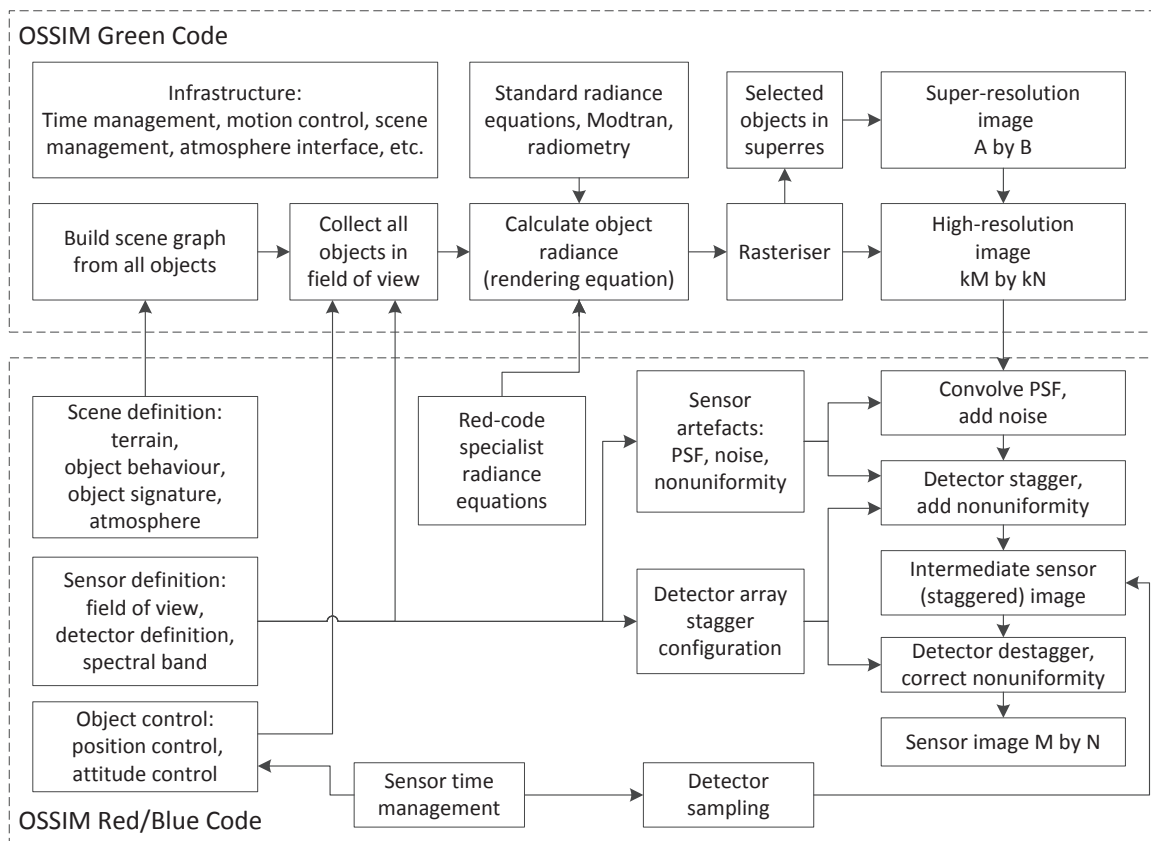 OSSIM Green Code
Infrastructure:
Time management, motion control, scene
management, atmosphere interface, etc.
Standard radiance
equations, Modtran,
radiometry
Selected
objects in
superres
Super-resolution
image
A by B
Build scene graph
from all objects
Collect all
objects in
field of view
Calculate object
radiance
(rendering equation)
Rasteriser
High-resolution
image
kM by kN
Scene definition:
terrain,
object behaviour,
object signature,
atmosphere
Red-code
specialist
radiance
equations
Sensor
artefacts:
PSF, noise,
nonuniformity
Convolve PSF,
add noise
Detector stagger,
add nonuniformity
Sensor definition:
field of view,
detector definition,
spectral band
Detector array
stagger
configuration
Intermediate sensor
(staggered) image
Detector destagger,
correct nonuniformity
Object control:
position control,
attitude control
Sensor time
management
Detector
sampling
Sensor image M by N
OSSIM Red/Blue Code